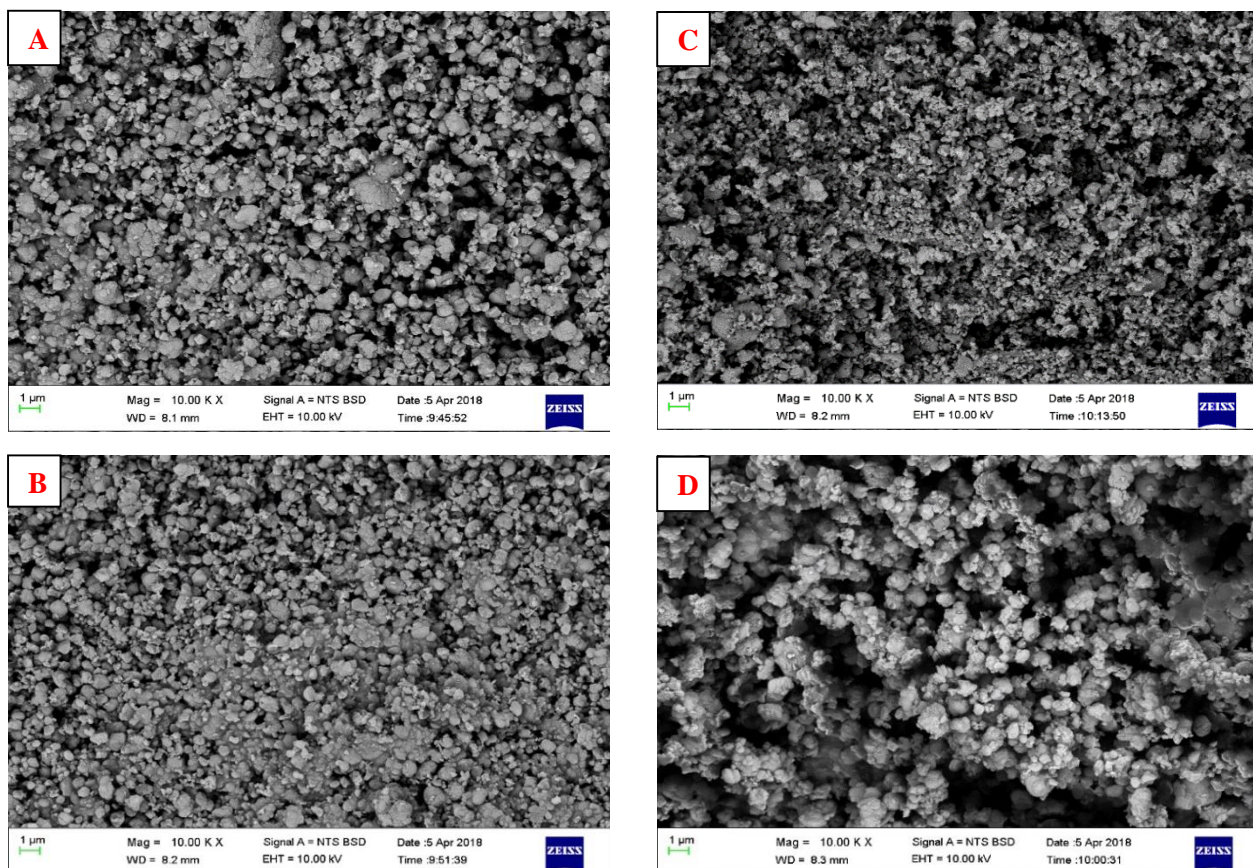 A
1 µm
Mag = 10.00 K X
Signal A = NTS BSD
Date :5 Apr 2018
WD = 8.1 mm
EHT = 10.00 kV
Time :9:45:52
ZEISS
C
1 µm
Mag = 10.00 K X
Signal A = NTS BSD
Date :5 Apr 2018
WD = 8.2 mm
EHT = 10.00 kV
Time :10:13:50
ZEISS
B
1 µm
Mag = 10.00 K X
Signal A = NTS BSD
Date :5 Apr 2018
WD = 8.2 mm
EHT = 10.00 kV
Time :9:51:39
ZEISS
D
1 µm
Mag = 10.00 K X
Signal A = NTS BSD
Date :5 Apr 2018
WD = 8.3 mm
EHT = 10.00 kV
Time :10:00:31
ZEISS